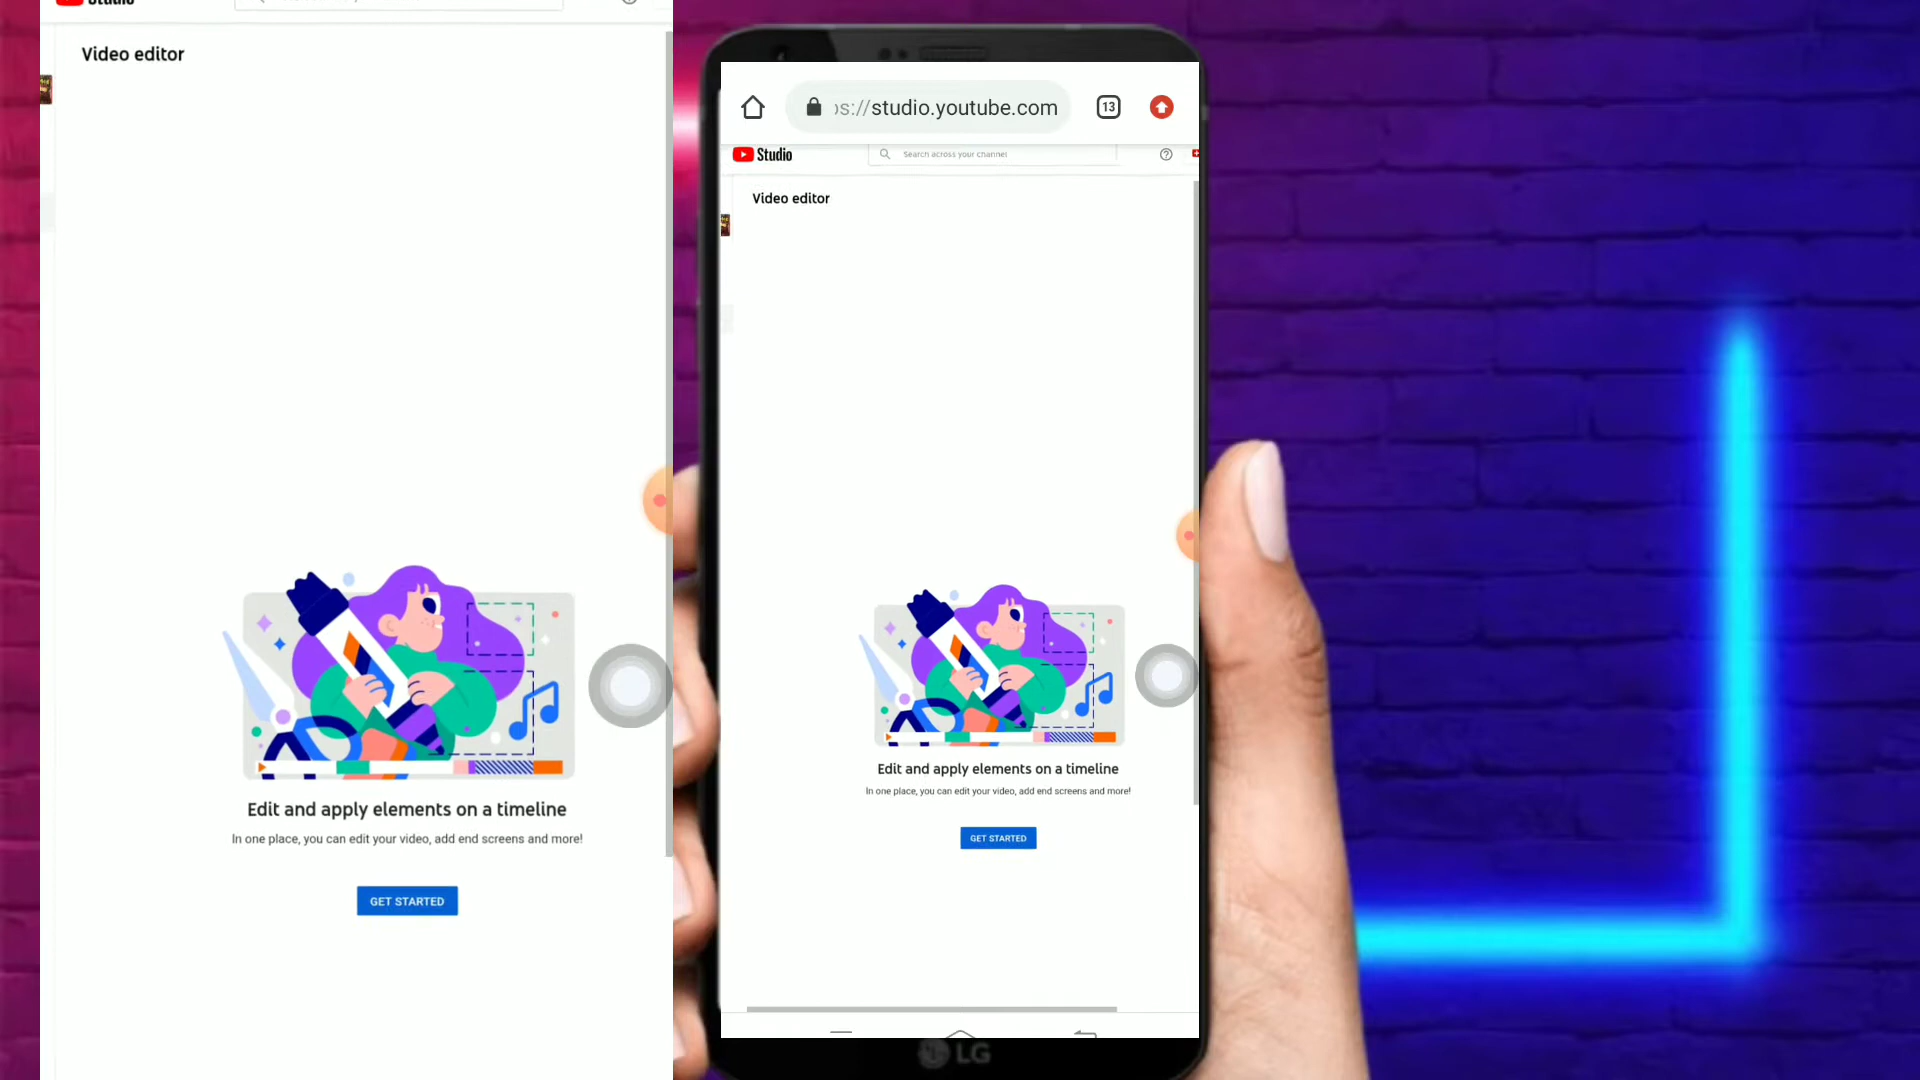 Studio
Video editor
Edit and apply elements on a timeline
In one place, you can edit your video, add end screens and more!
GET STARTED
ps://studio.youtube.com
13
Studio
Search across your channel
Video editor
Edit and apply elements on a timeline
In one place, you can edit your video, add end screens and more!
GET STARTED
LG